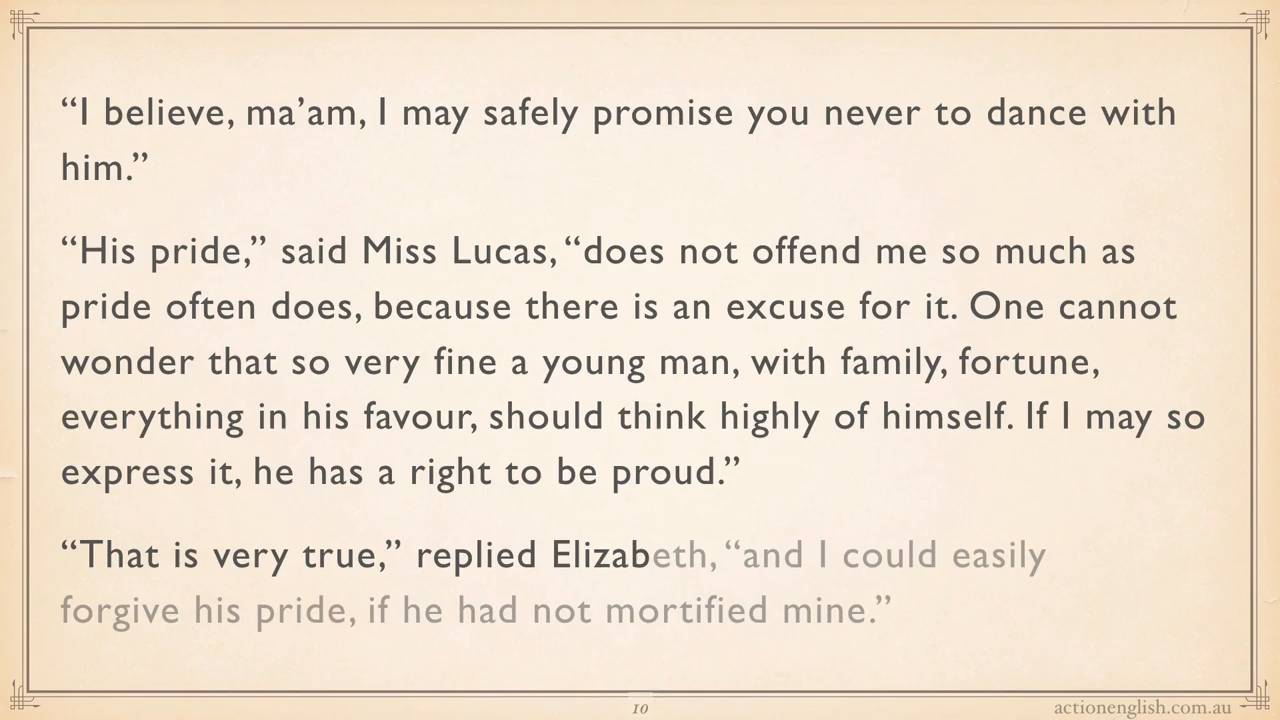 “I believe, ma’am, I may safely promise you never to dance with
him.”
“His pride,” said Miss Lucas, “does not offend me so much as
pride often does, because there is an excuse for it. One cannot
wonder that so very fine a young man, with family, fortune,
everything in his favour, should think highly of himself. If I may so
express it, he has a right to be proud.”
“That is very true,” replied Elizabeth, “and I could easily
forgive his pride, if he had not mortified mine.”
10
actionenglish.com.au